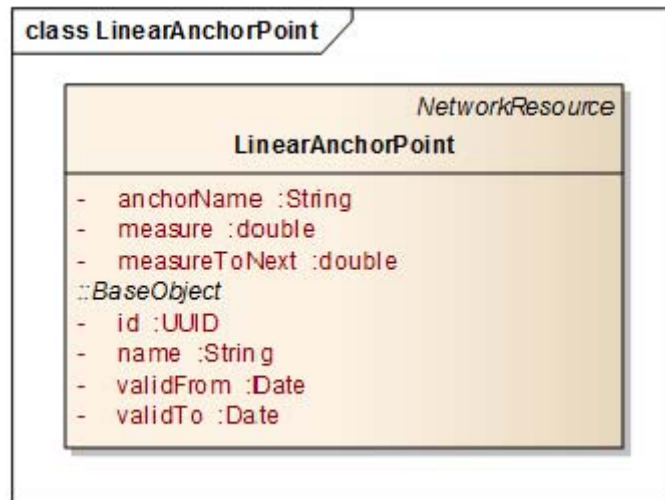 class LinearAnchorPoint
NetworkResource
LinearAnchorPoint
- anchorName :String
- measure :double
- measureToNext :double
::BaseObject
- id :UUID
- name :String
- validFrom :Date
- validTo :Date